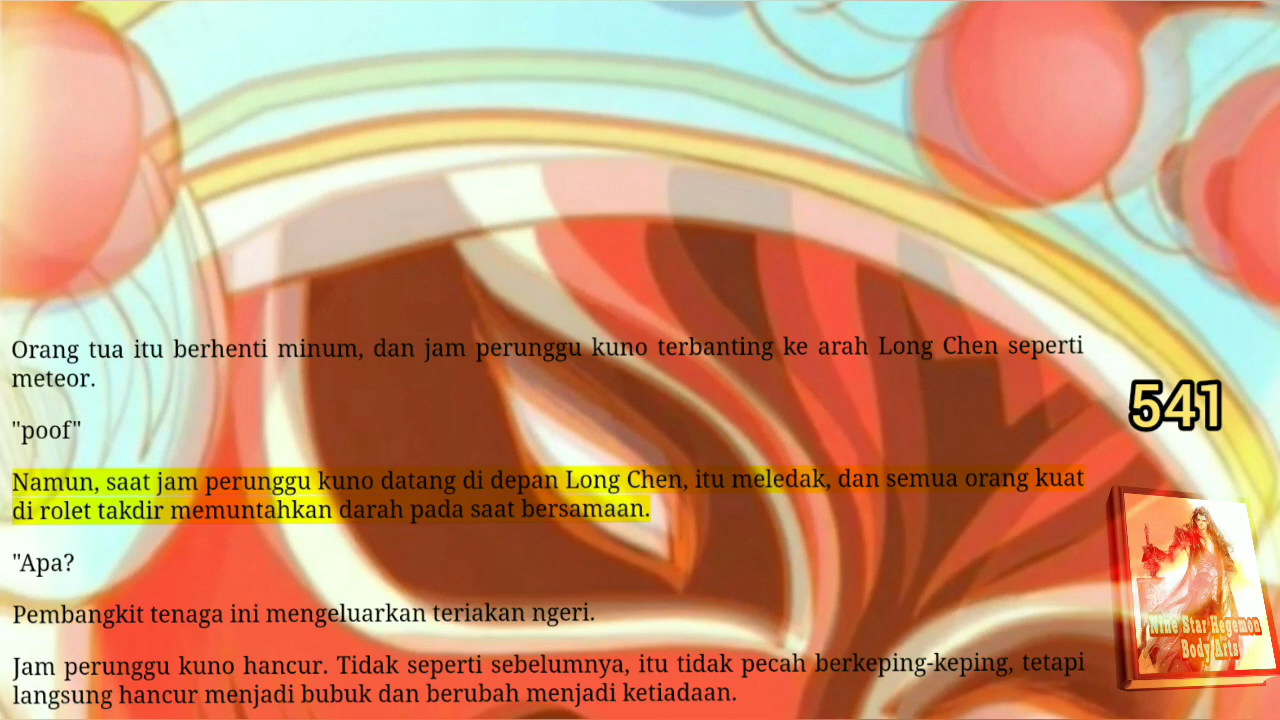 Orang tua itu berhenti minum, dan jam perunggu kuno terbanting ke arah Long Chen seperti
meteor.
"poof"
Namun, saat jam perunggu kuno datang di depan Long Chen, itu meledak, dan semua orang kuat
di rolet takdir memuntahkan darah pada saat bersamaan.
"Apa?
Pembangkit tenaga ini mengeluarkan teriakan ngeri.
Jam perunggu kuno hancur. Tidak seperti sebelumnya, itu tidak pecah berkeping-keping, tetapi
langsung hancur menjadi bubuk dan berubah menjadi ketiadaan.
541
Nine Star Hegemon
Body Arts